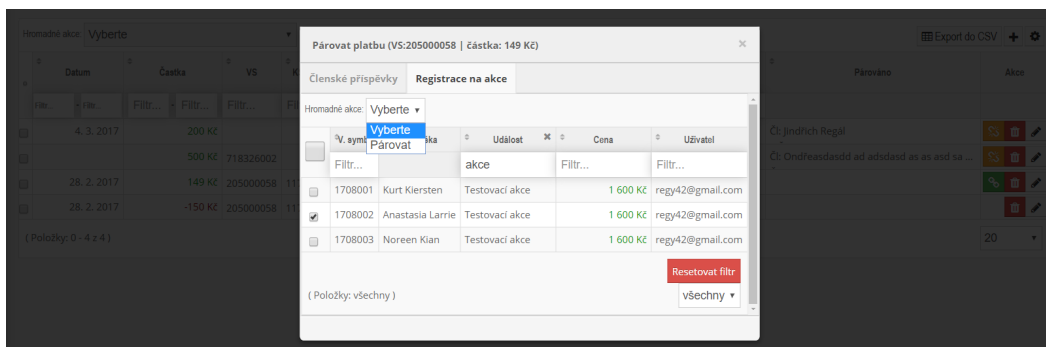 Hromadné akce: Vyberte
Export do CSV
Datum Částka VS Párováno Akce
Filtr... Filtr... Filtr... Filtr... Filtr...
4. 3. 2017 200 Kč Čl: Jindřich Regál
500 Kč 718326002 Čl: Ondřeasdasdd ad adsdasd as as asd sa ...
28. 2. 2017 149 Kč 205000058
28. 2. 2017 -150 Kč 205000058
( Položky: 0 - 4 z 4 ) 20
Párovat platbu (VS:205000058 | částka: 149 Kč) ×
Členské příspěvky Registrace na akce
Hromadné akce: Vyberte
Vyberte
Párovat
V. symb Událost Cena Uživatel
Filtr... akce Filtr... Filtr...
1708001 Kurt Kiersten Testovací akce 1 600 Kč regy42@gmail.com
1708002 Anastasia Larrie Testovací akce 1 600 Kč regy42@gmail.com
1708003 Noreen Kian Testovací akce 1 600 Kč regy42@gmail.com
Resetovat filtr
( Položky: všechny ) všechny